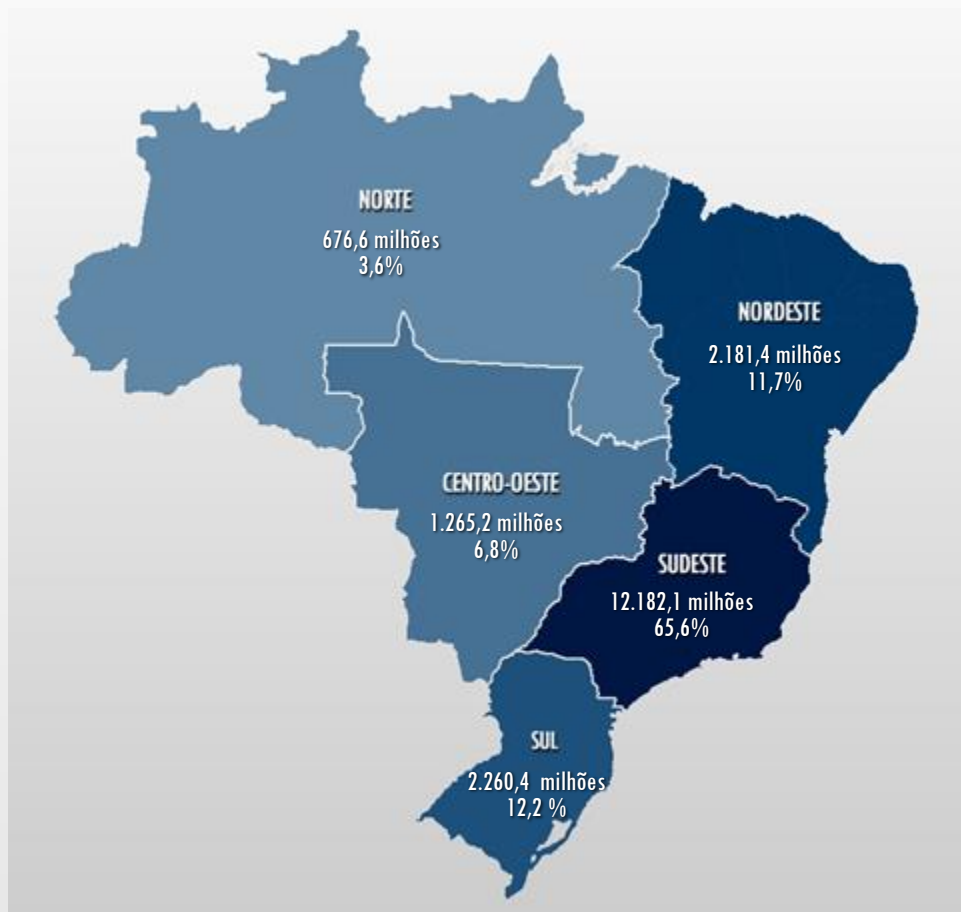 NORTE
676,6 milhões
3,6%
NORDESTE
2.181,4 milhões
11,7%
CENTRO-OESTE
1.265,2 milhões
6,8%
SUDESTE
12.182,1 milhões
65,6%
SUL
2.260,4 milhões
12,2 %